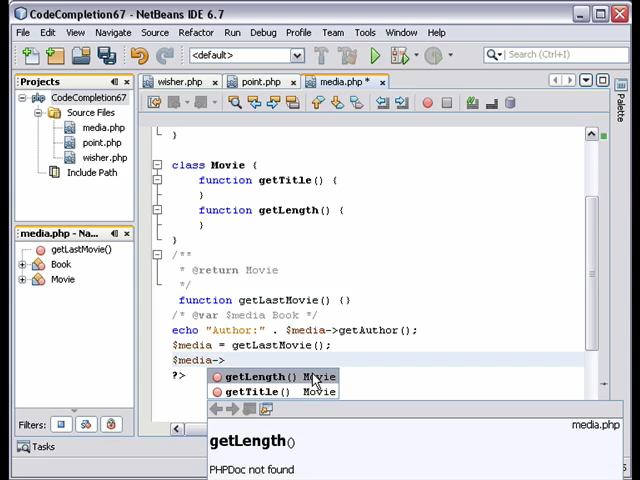 CodeCompletion67 - NetBeans IDE 6.7
File Edit View Navigate Source Refactor Run Debug Profile Team Tools Window Help
<default>
Search (Ctrl+I)
Projects
wisher.php
point.php
media.php *
Palette
CodeCompletion67
Source Files
media.php
point.php
wisher.php
Include Path
media.php - Na...
getLastMovie()
Book
Movie
Filters:
Tasks
}
class Movie {
function getTitle() {
}
function getLength() {
}
}
/**
* @return Movie
*/
function getLastMovie() {}
/* @var $media Book */
echo "Author:" . $media->getAuthor();
$media = getLastMovie();
$media->
?>
getLength() Movie
getTitle() Movie
media.php
getLength()
PHPDoc not found